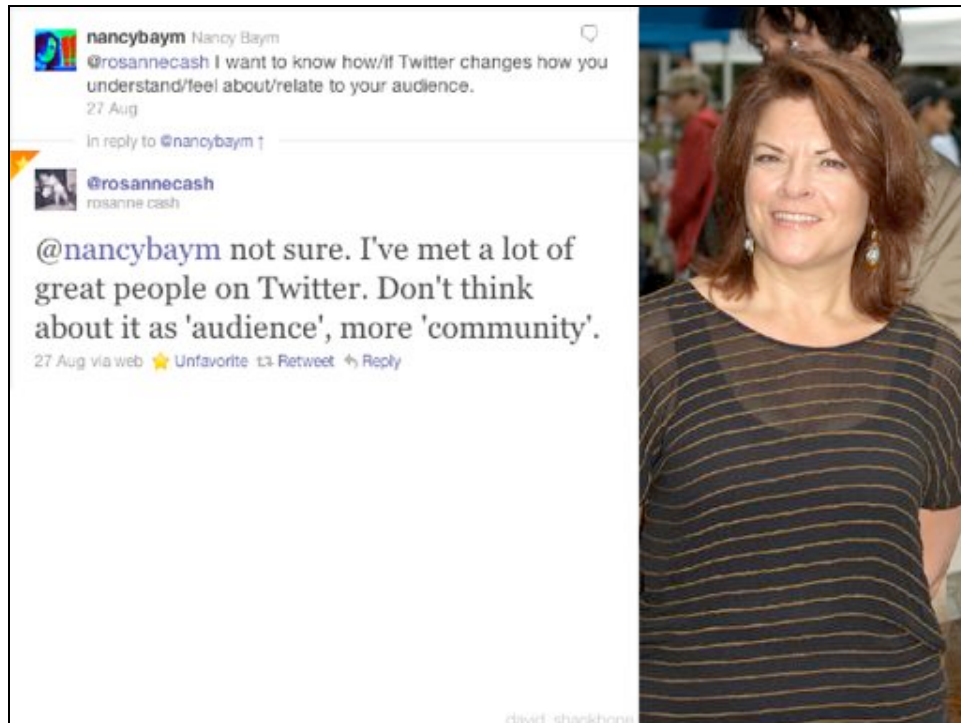 nancybaym Nancy Baym
@rosannecash I want to know how/if Twitter changes how you
understand/feel about/relate to your audience.
27 Aug
in reply to @nancybaym ↑
@rosannecash
rosanne cash
@nancybaym not sure. I've met a lot of
great people on Twitter. Don't think
about it as 'audience', more 'community'.
27 Aug via web Unfavorite Retweet Reply
david_shankbone